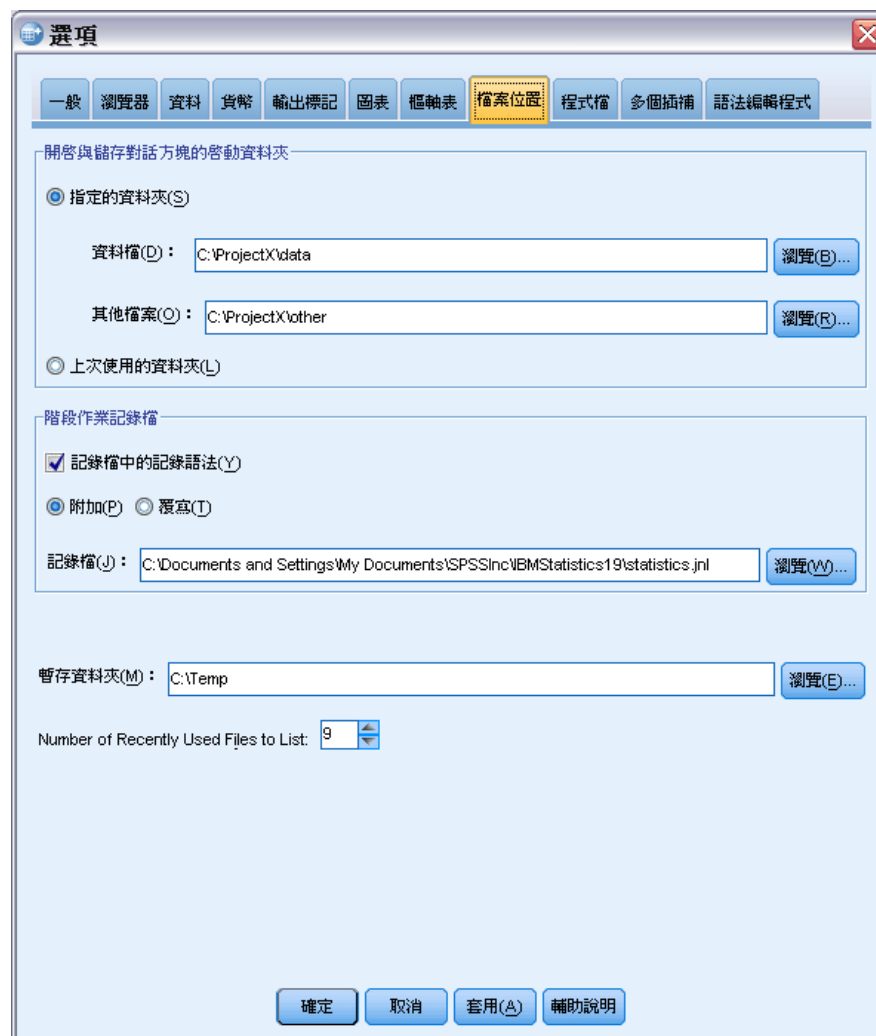 選項
一般 瀏覽器 資料 貨幣 輸出標記 圖表 樞軸表 檔案位置 程式檔 多個插補 語法編輯程式
開啓與儲存對話方塊的啓動資料夾
指定的資料夾(S)
資料檔(D)： C:\ProjectX\data 瀏覽(B)...
其他檔案(O)： C:\ProjectX\other 瀏覽(R)...
上次使用的資料夾(L)
階段作業記錄檔
記錄檔中的記錄語法(Y)
附加(P) 覆寫(T)
記錄檔(J)： C:\Documents and Settings\My Documents\SPSSInc\IBMStatistics19\statistics.jnl 瀏覽(W)...
暫存資料夾(M)： C:\Temp 瀏覽(E)...
Number of Recently Used Files to List: 9
確定 取消 套用(A) 輔助說明